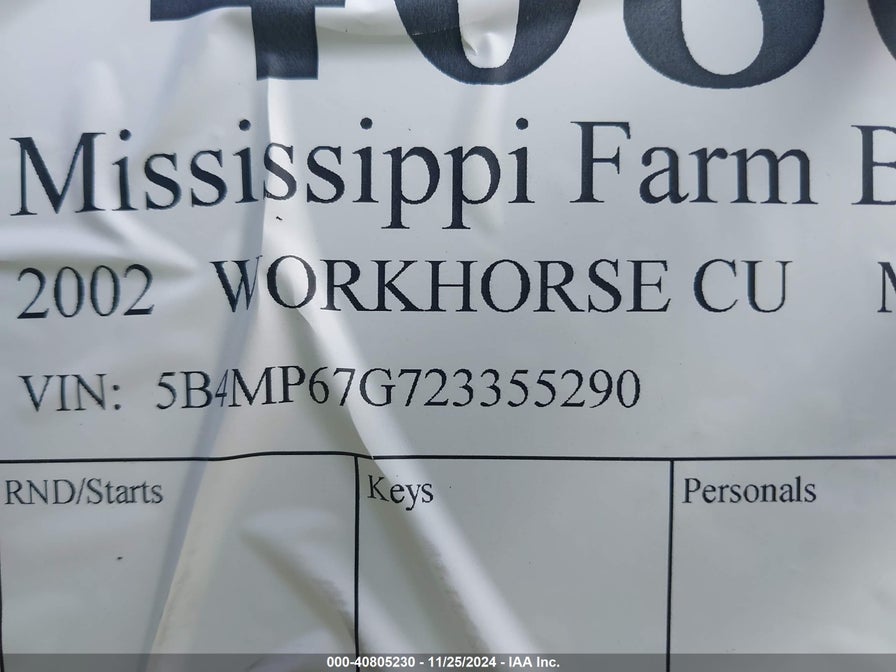 Mississippi Farm
2002 WORKHORSE CU
VIN: 5B4MP67G723355290
RND/Starts Keys Personals
000-40805230 - 11/25/2024 - IAA Inc.